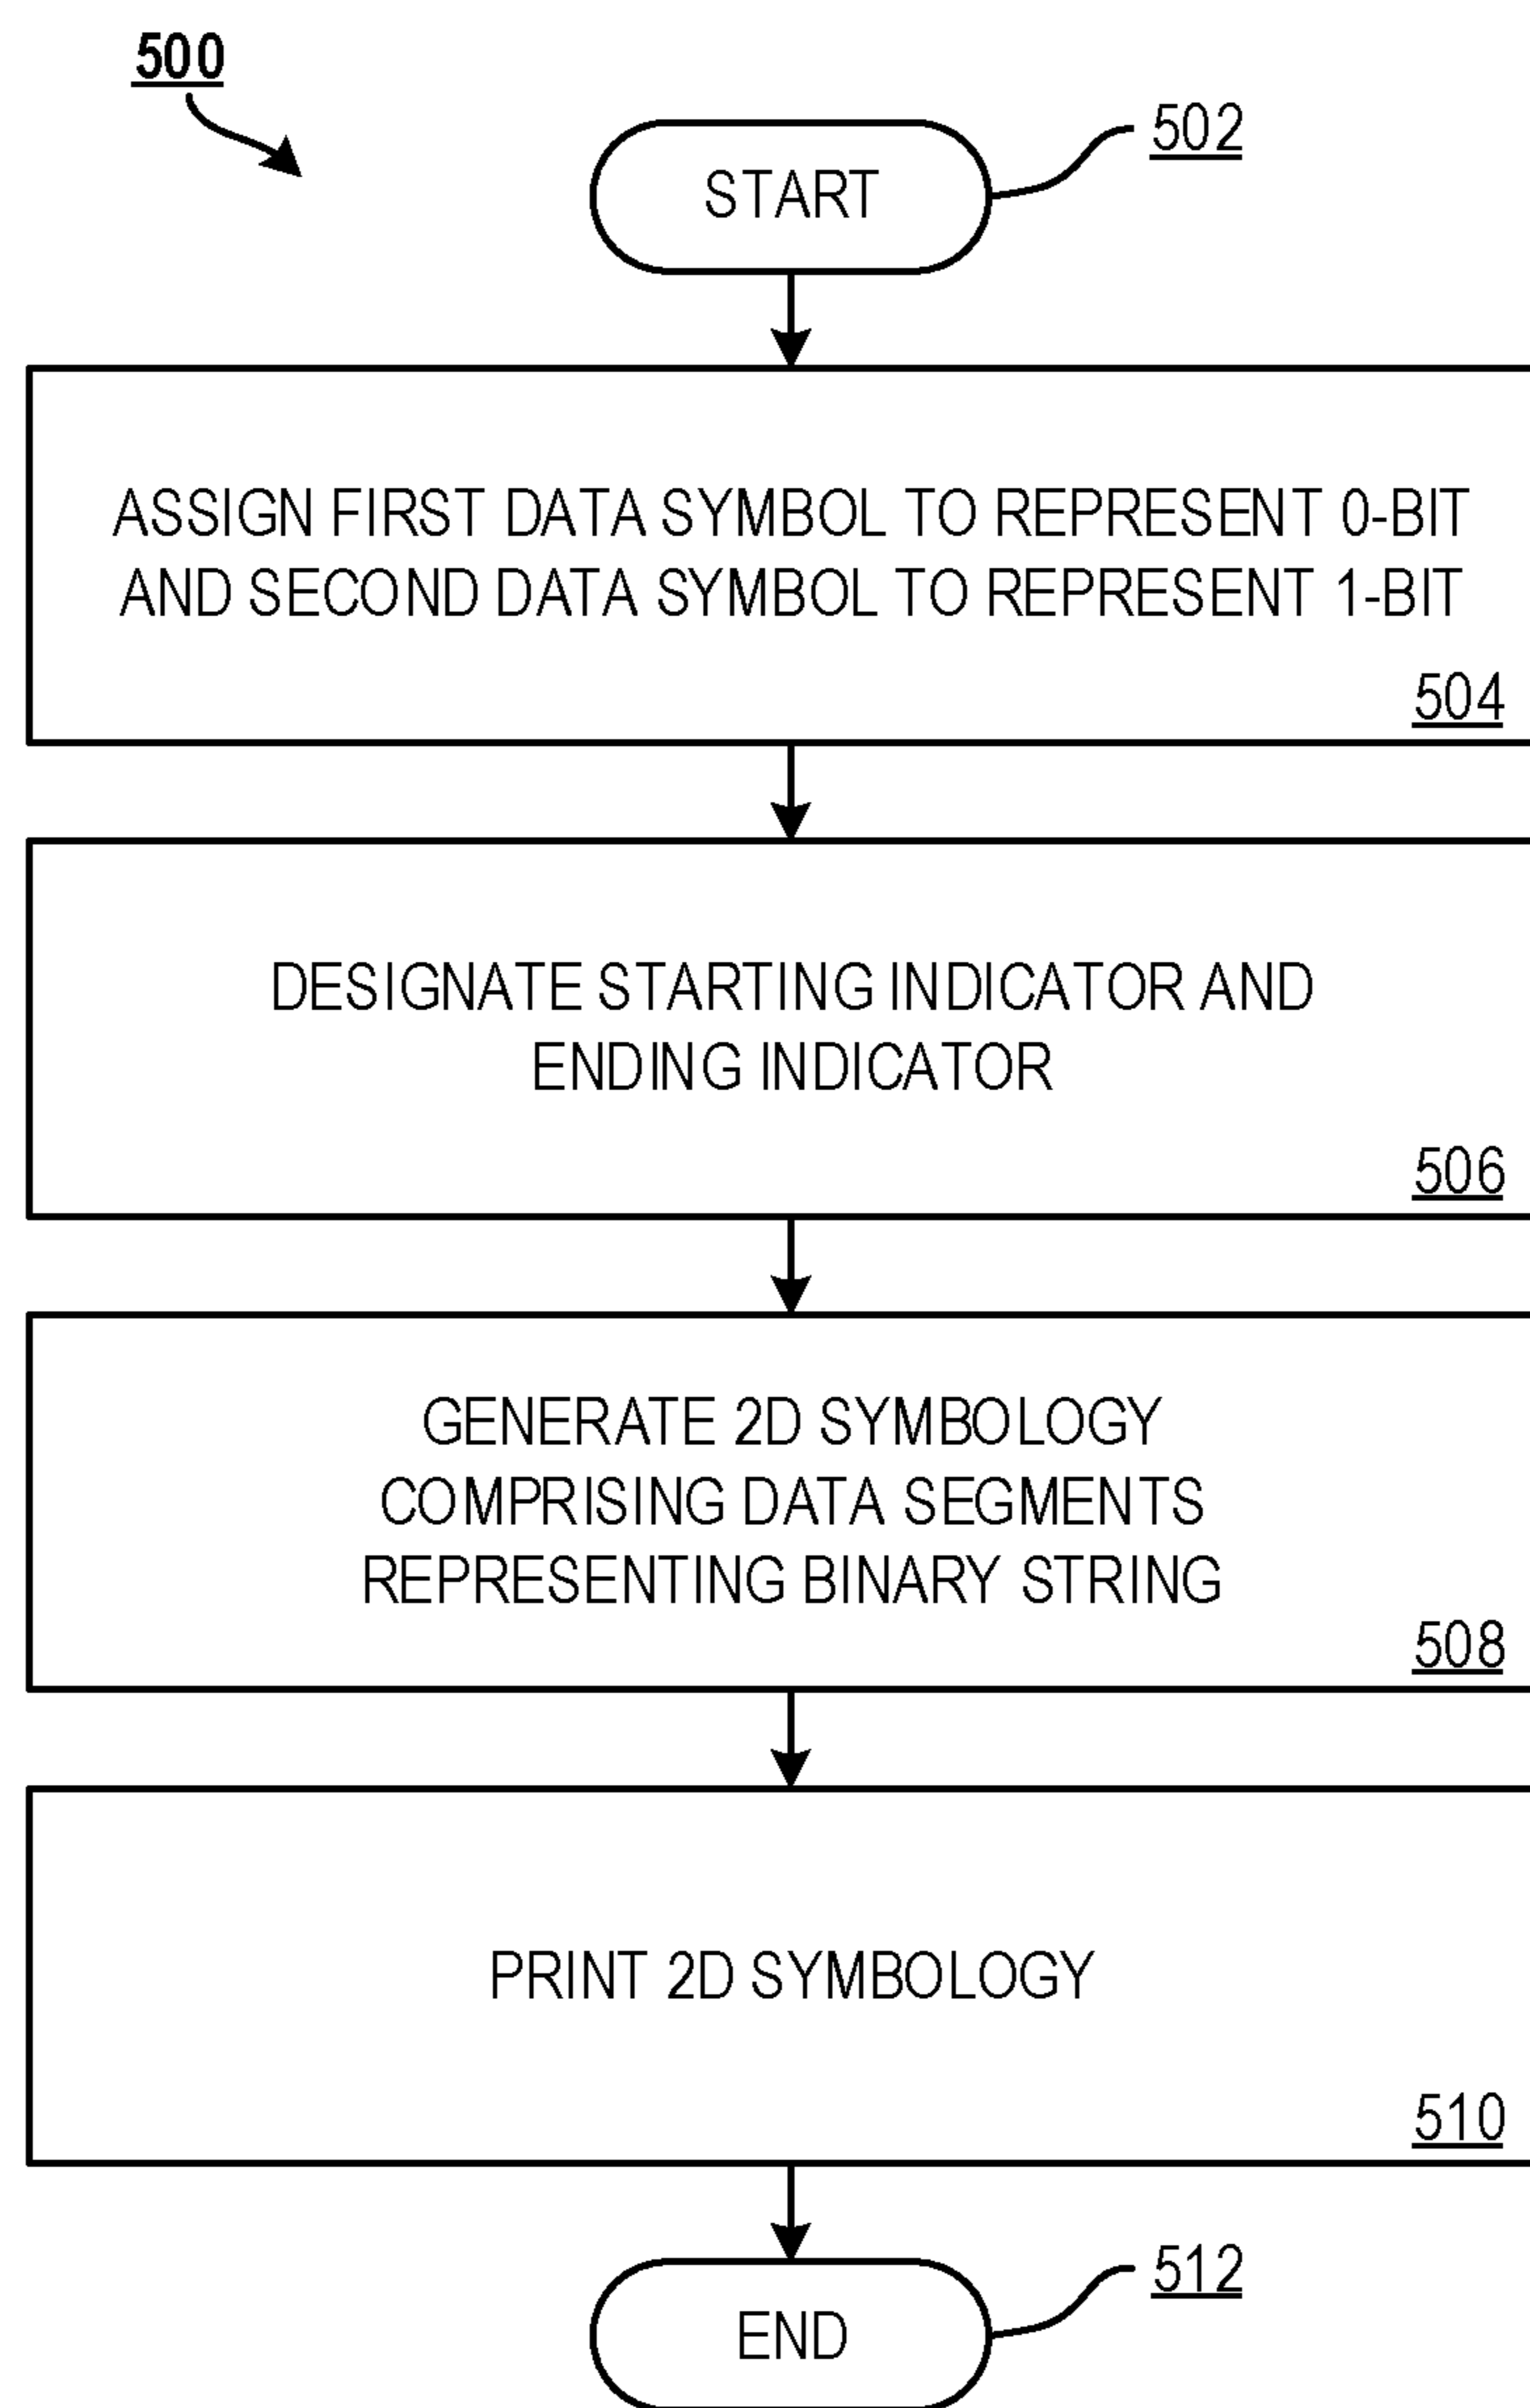 500
502
START
ASSIGN FIRST DATA SYMBOL TO REPRESENT 0-BIT
AND SECOND DATA SYMBOL TO REPRESENT 1-BIT
504
DESIGNATE STARTING INDICATOR AND
ENDING INDICATOR
506
GENERATE 2D SYMBOLOGY
COMPRISING DATA SEGMENTS
REPRESENTING BINARY STRING
508
PRINT 2D SYMBOLOGY
510
512
END